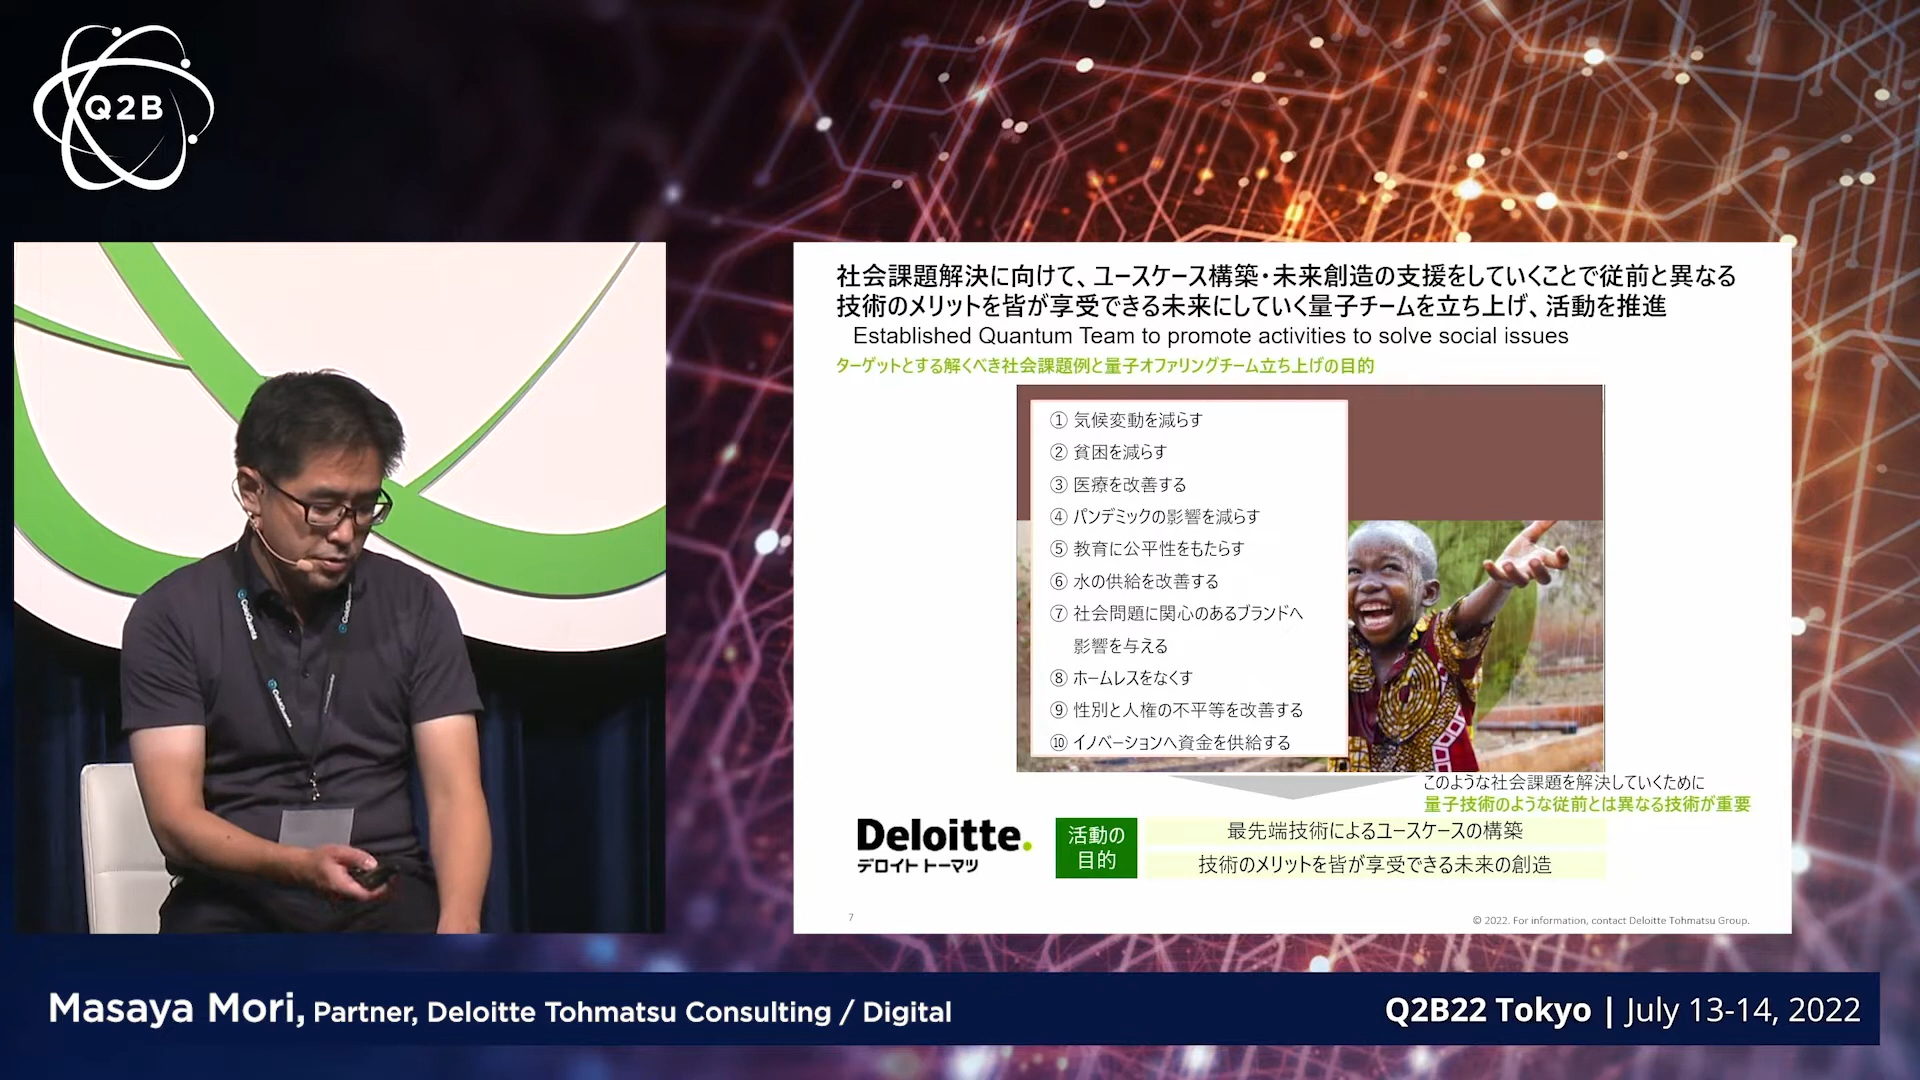 Q2B
社会課題解決に向けて、ユースケース構築・未来創造の支援をしていくことで従前と異なる
技術のメリットを皆が享受できる未来にしていく量子チームを立ち上げ、活動を推進
Established Quantum Team to promote activities to solve social issues
ターゲットとする解くべき社会課題例と量子オファリングチーム立ち上げの目的
① 気候変動を減らす
② 貧困を減らす
③ 医療を改善する
④ パンデミックの影響を減らす
⑤ 教育に公平性をもたらす
⑥ 水の供給を改善する
⑦ 社会問題に関心のあるブランドへ
影響を与える
⑧ ホームレスをなくす
⑨ 性別と人権の不平等を改善する
⑩ イノベーションへ資金を供給する
このような社会課題を解決していくために
量子技術のような従前とは異なる技術が重要
Deloitte.
デロイト トーマツ
活動の
目的
最先端技術によるユースケースの構築
技術のメリットを皆が享受できる未来の創造
7
© 2022. For information, contact Deloitte Tohmatsu Group.
ColdQuanta
ColdQuanta
ColdQuanta
Masaya Mori, Partner, Deloitte Tohmatsu Consulting / Digital
Q2B22 Tokyo | July 13-14, 2022